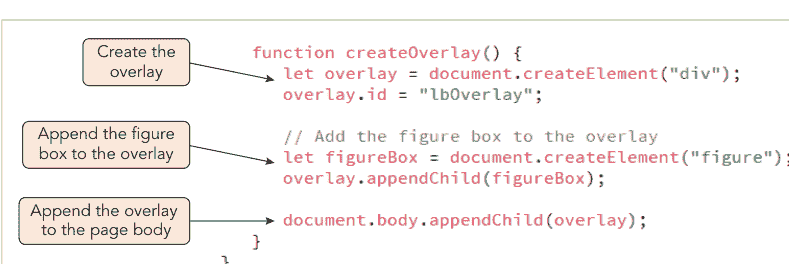 Create the
overlay
function createOverlay() {
let overlay = document.createElement("div");
overlay.id = "lbOverlay";
Append the figure
box to the overlay
// Add the figure box to the overlay
let figureBox = document.createElement("figure");
overlay.appendChild(figureBox);
Append the overlay
to the page body
document.body.appendChild(overlay);
}
}